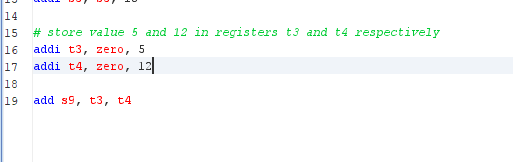 14
15 # store value 5 and 12 in registers t3 and t4 respectively
16 addi t3, zero, 5
17 addi t4, zero, 12
18
19 add s9, t3, t4